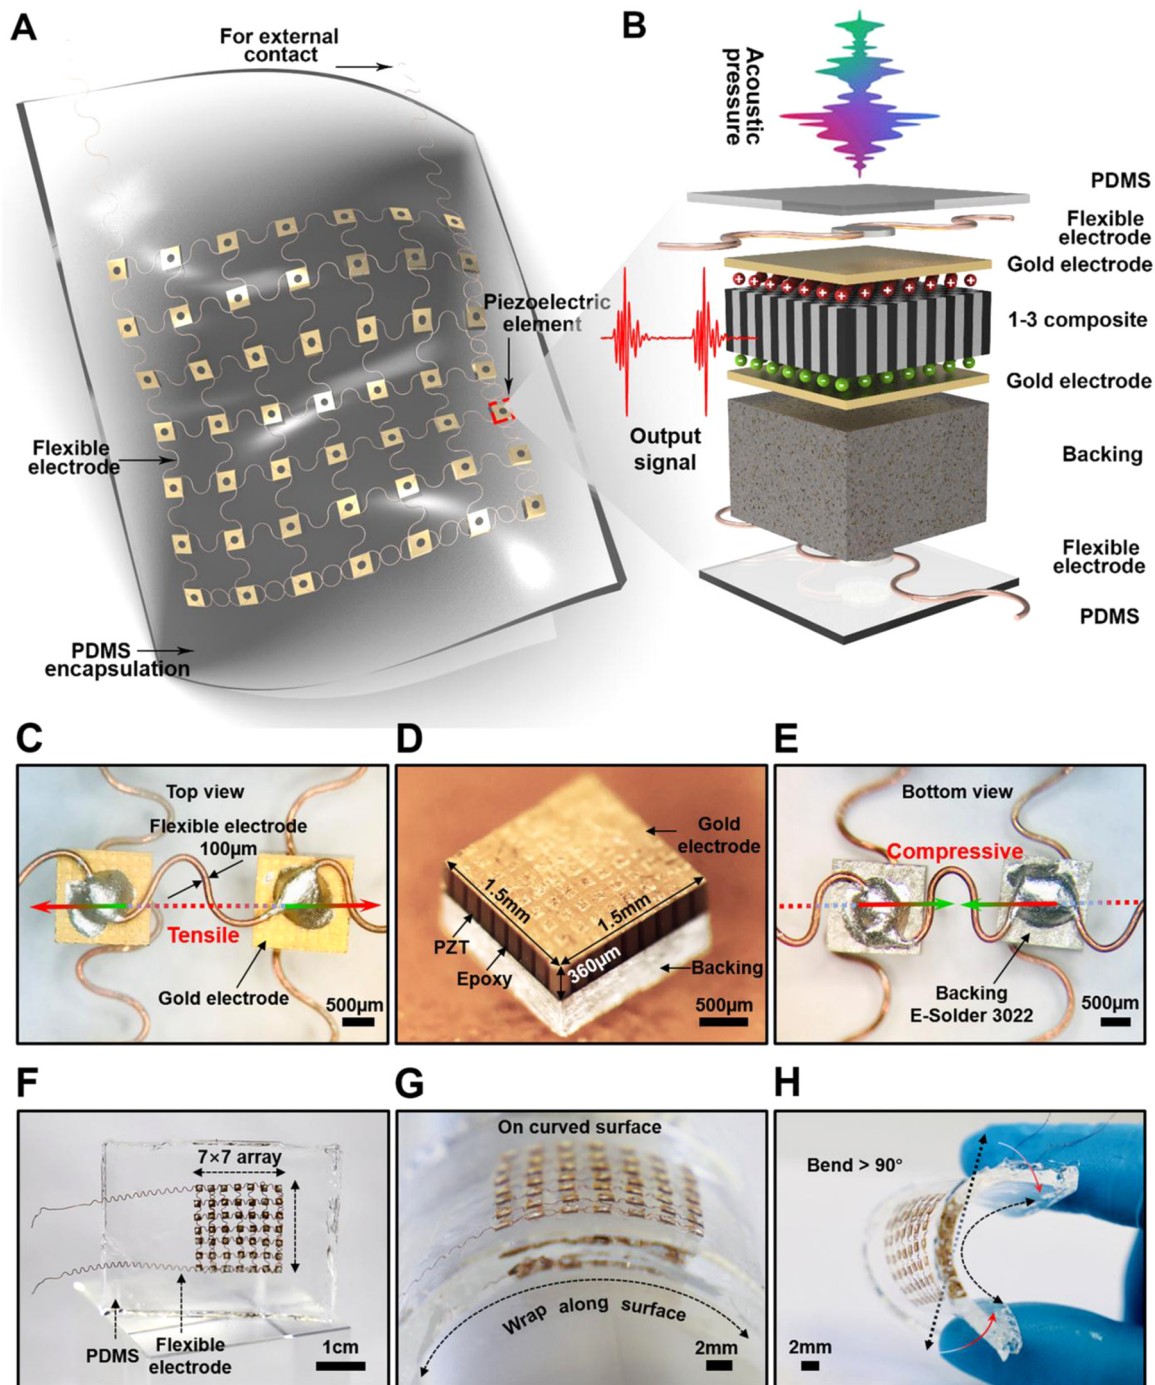 A
For external
contact
Piezoelectric
element
Flexible
electrode
PDMS
encapsulation
B
Acoustic
pressure
PDMS
Flexible
electrode
Gold electrode
1-3 composite
Gold electrode
Output
signal
Backing
Flexible
electrode
PDMS
C
Top view
Flexible electrode
100μm
Tensile
Gold electrode
500μm
D
Gold
electrode
1.5mm
1.5mm
PZT
Epoxy
360μm
Backing
500μm
E
Bottom view
Compressive
Backing
E-Solder 3022
500μm
F
7×7 array
PDMS
Flexible
electrode
1cm
G
On curved surface
Wrap along surface
2mm
H
Bend > 90°
2mm